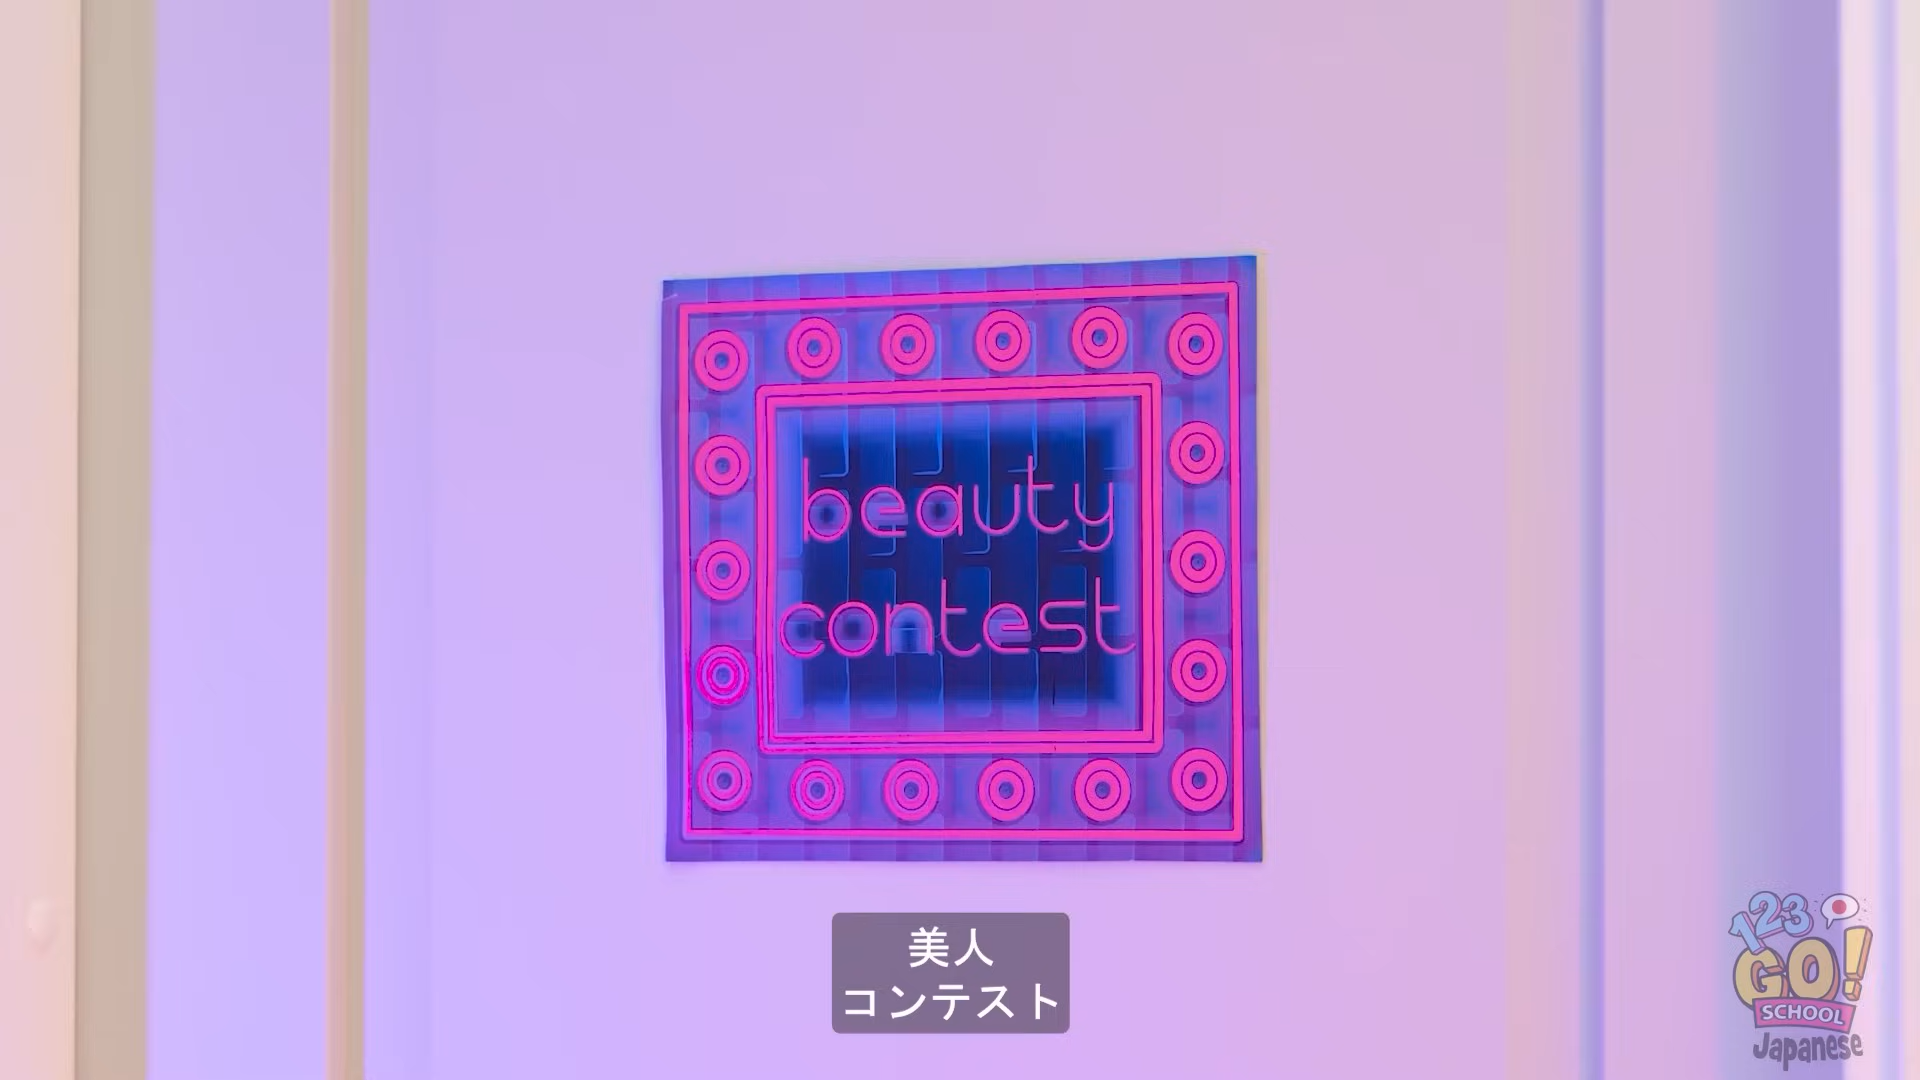 beauty
contest
美人
コンテスト
123
GO!
SCHOOL
Japanese